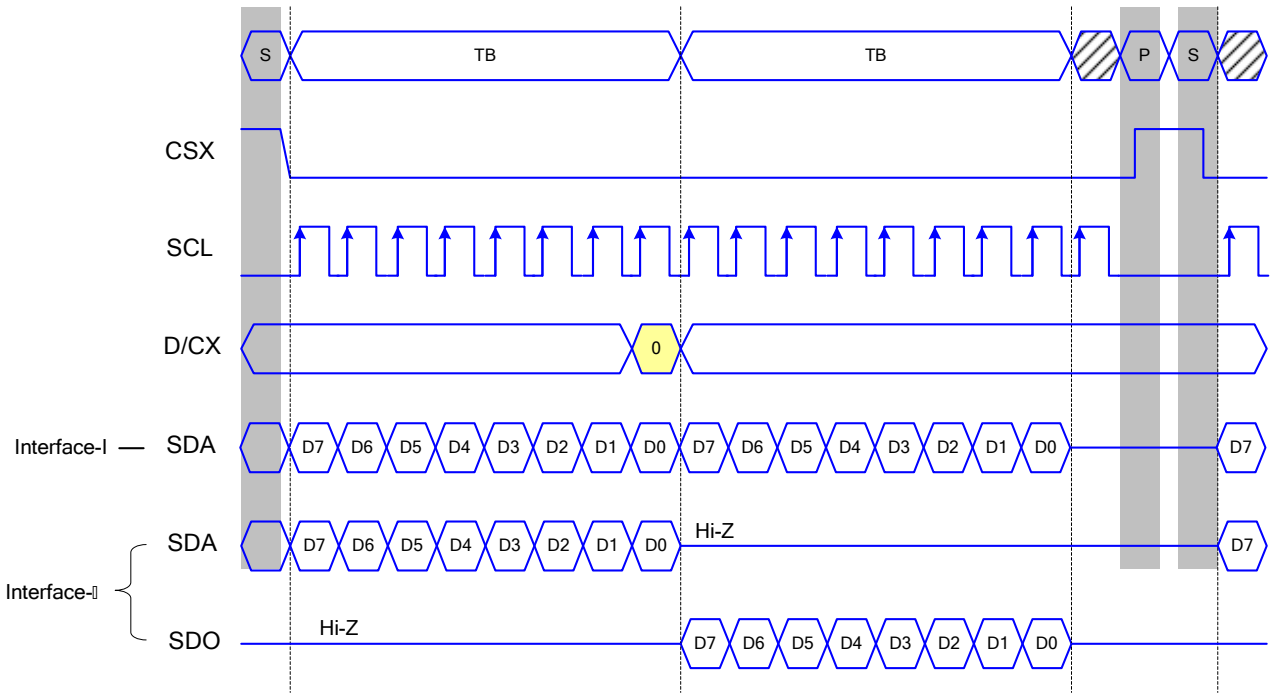 S TB TB P S
CSX
SCL
D/CX 0
Interface-I SDA D7 D6 D5 D4 D3 D2 D1 D0 D7 D6 D5 D4 D3 D2 D1 D0 D7
SDA D7 D6 D5 D4 D3 D2 D1 D0 Hi-Z D7
Interface-▯
SDO Hi-Z D7 D6 D5 D4 D3 D2 D1 D0